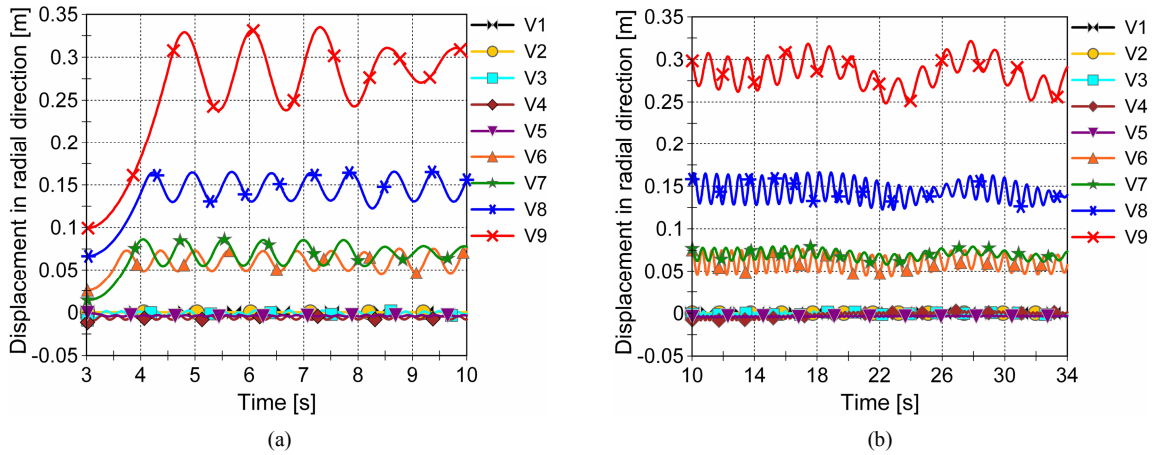 Displacement in radial direction [m]
0.35
0.3
0.25
0.2
0.15
0.1
0.05
0
-0.05
3 4 5 6 7 8 9 10
Time [s]
V1
V2
V3
V4
V5
V6
V7
V8
V9
(a)
Displacement in radial direction [m]
0.35
0.3
0.25
0.2
0.15
0.1
0.05
0
-0.05
10 14 18 22 26 30 34
Time [s]
V1
V2
V3
V4
V5
V6
V7
V8
V9
(b)